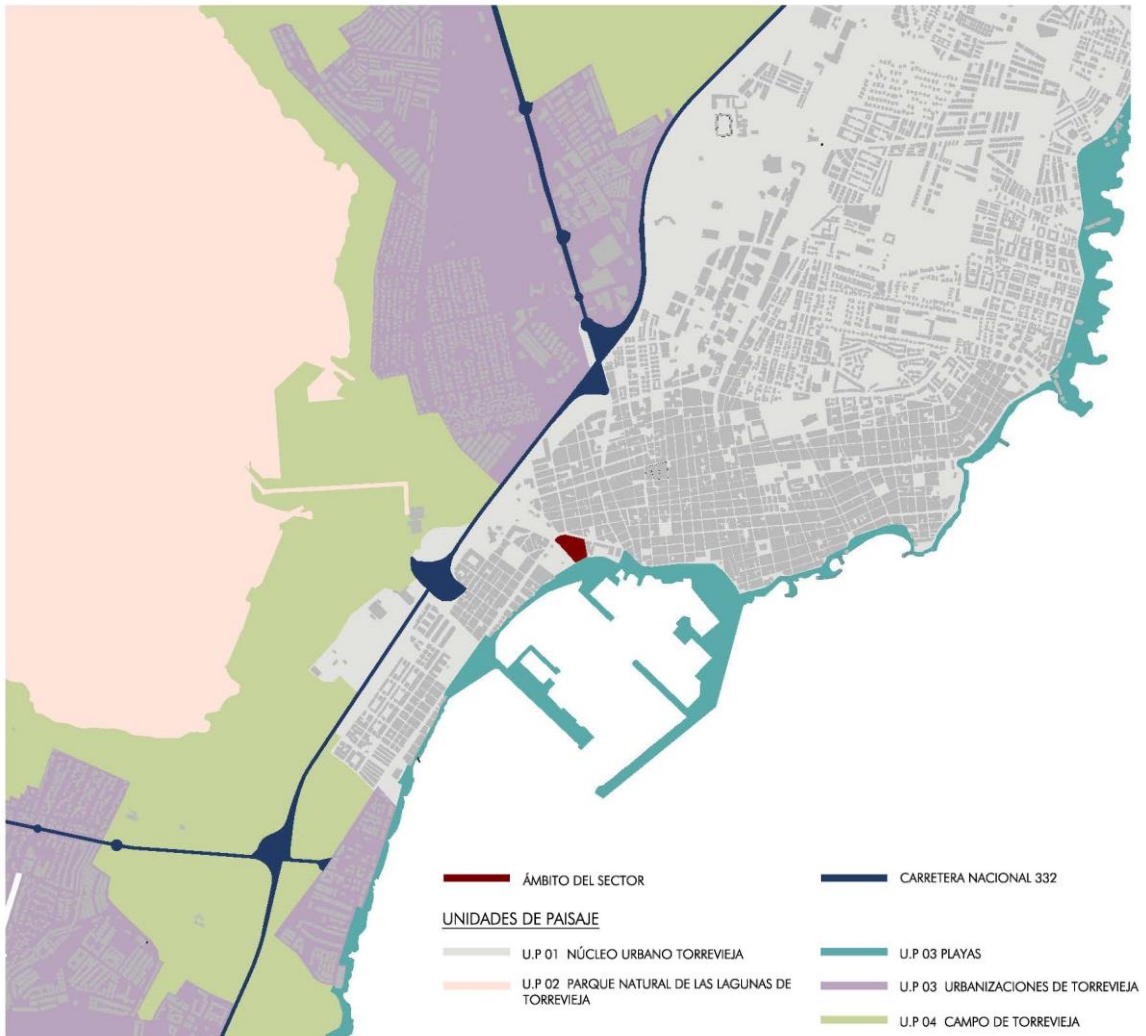 ÁMBITO DEL SECTOR
CARRETERA NACIONAL 332
UNIDADES DE PAISAJE
U.P 01 NÚCLEO URBANO TORREVIEJA
U.P 02 PARQUE NATURAL DE LAS LAGUNAS DE
TORREVIEJA
U.P 03 PLAYAS
U.P 03 URBANIZACIONES DE TORREVIEJA
U.P 04 CAMPO DE TORREVIEJA